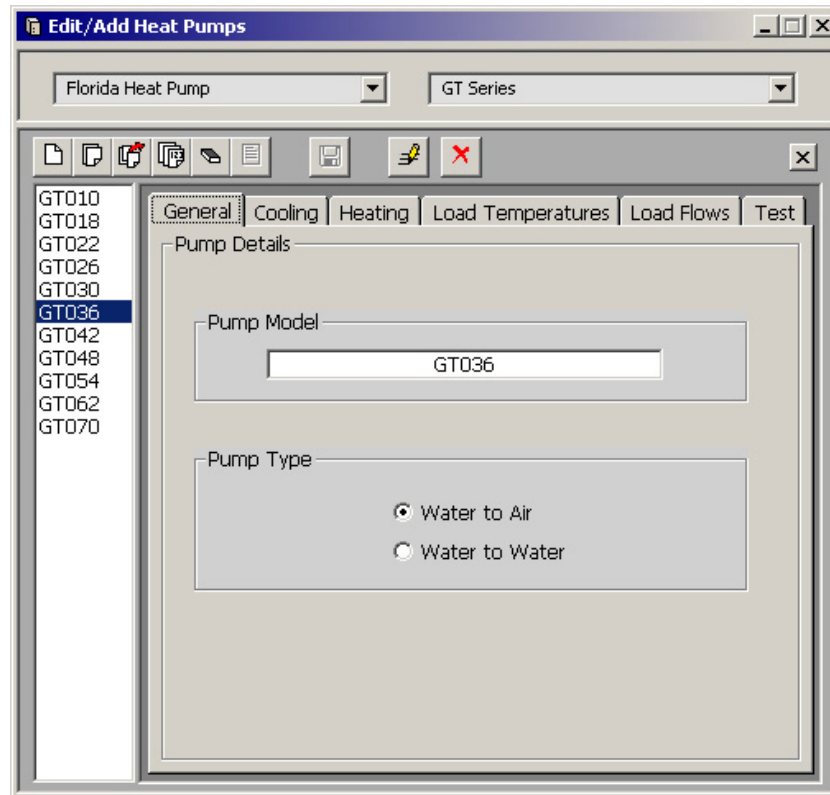 Edit/Add Heat Pumps
Florida Heat Pump GT Series
General Cooling Heating Load Temperatures Load Flows Test
GT010
GT018
GT022
GT026
GT030
GT036
GT042
GT048
GT054
GT062
GT070
Pump Details
Pump Model
GT036
Pump Type
Water to Air
Water to Water